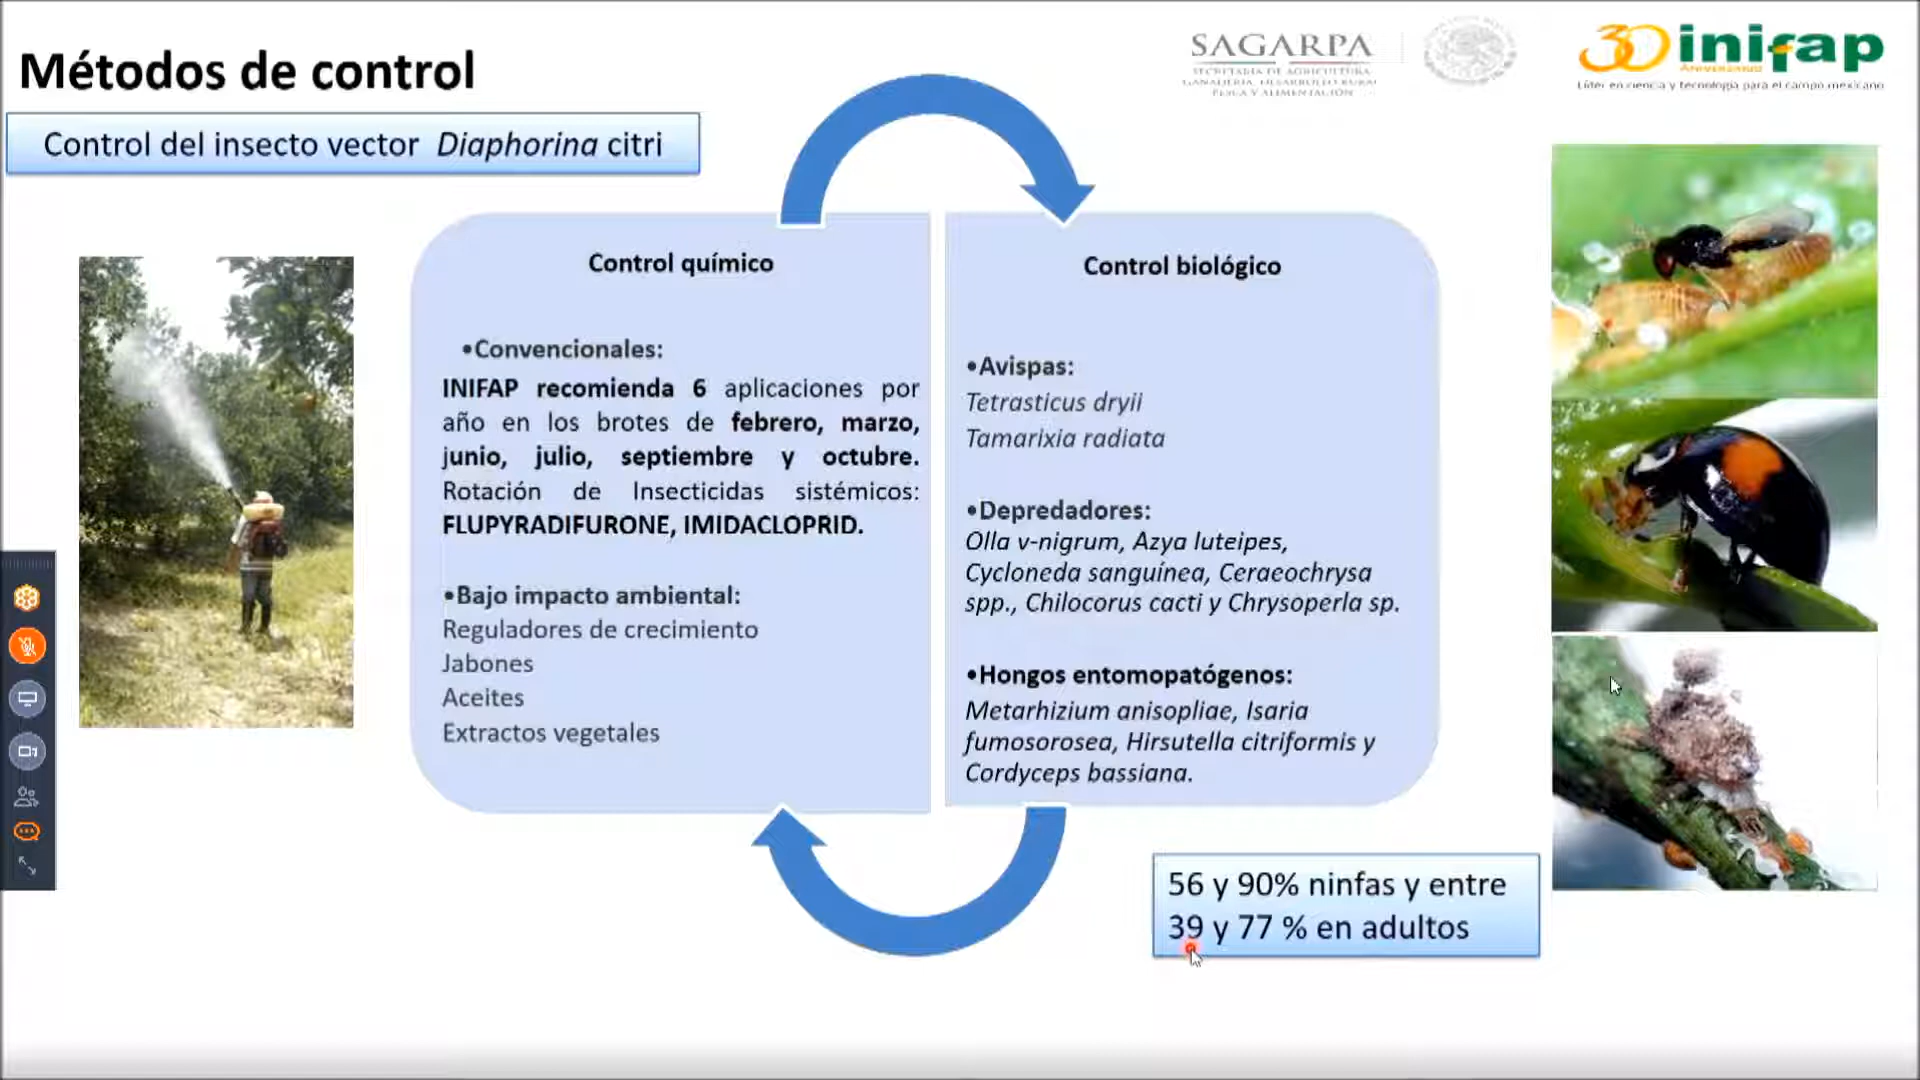 Métodos de control
SAGARPA
SECRETARÍA DE AGRICULTURA,
GANADERÍA, DESARROLLO RURAL,
PESCA Y ALIMENTACIÓN
30 inifap
ANIVERSARIO
Líder en ciencia y tecnología para el campo mexicano
Control del insecto vector Diaphorina citri
Control químico
•Convencionales:
INIFAP recomienda 6 aplicaciones por
año en los brotes de febrero, marzo,
junio, julio, septiembre y octubre.
Rotación de Insecticidas sistémicos:
FLUPYRADIFURONE, IMIDACLOPRID.
•Bajo impacto ambiental:
Reguladores de crecimiento
Jabones
Aceites
Extractos vegetales
Control biológico
•Avispas:
Tetrasticus dryii
Tamarixia radiata
•Depredadores:
Olla v-nigrum, Azya luteipes,
Cycloneda sanguínea, Ceraeochrysa
spp., Chilocorus cacti y Chrysoperla sp.
•Hongos entomopatógenos:
Metarhizium anisopliae, Isaria
fumosorosea, Hirsutella citriformis y
Cordyceps bassiana.
56 y 90% ninfas y entre
39 y 77 % en adultos